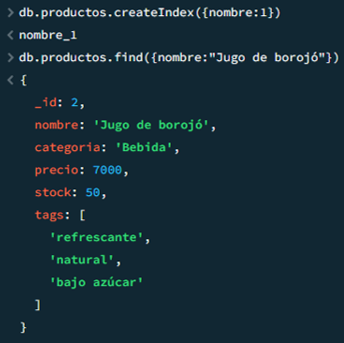 > db.productos.createIndex({nombre:1})
< nombre_1
> db.productos.find({nombre:"Jugo de borojó"})
< {
_id: 2,
nombre: 'Jugo de borojó',
categoria: 'Bebida',
precio: 7000,
stock: 50,
tags: [
'refrescante',
'natural',
'bajo azúcar'
]
}